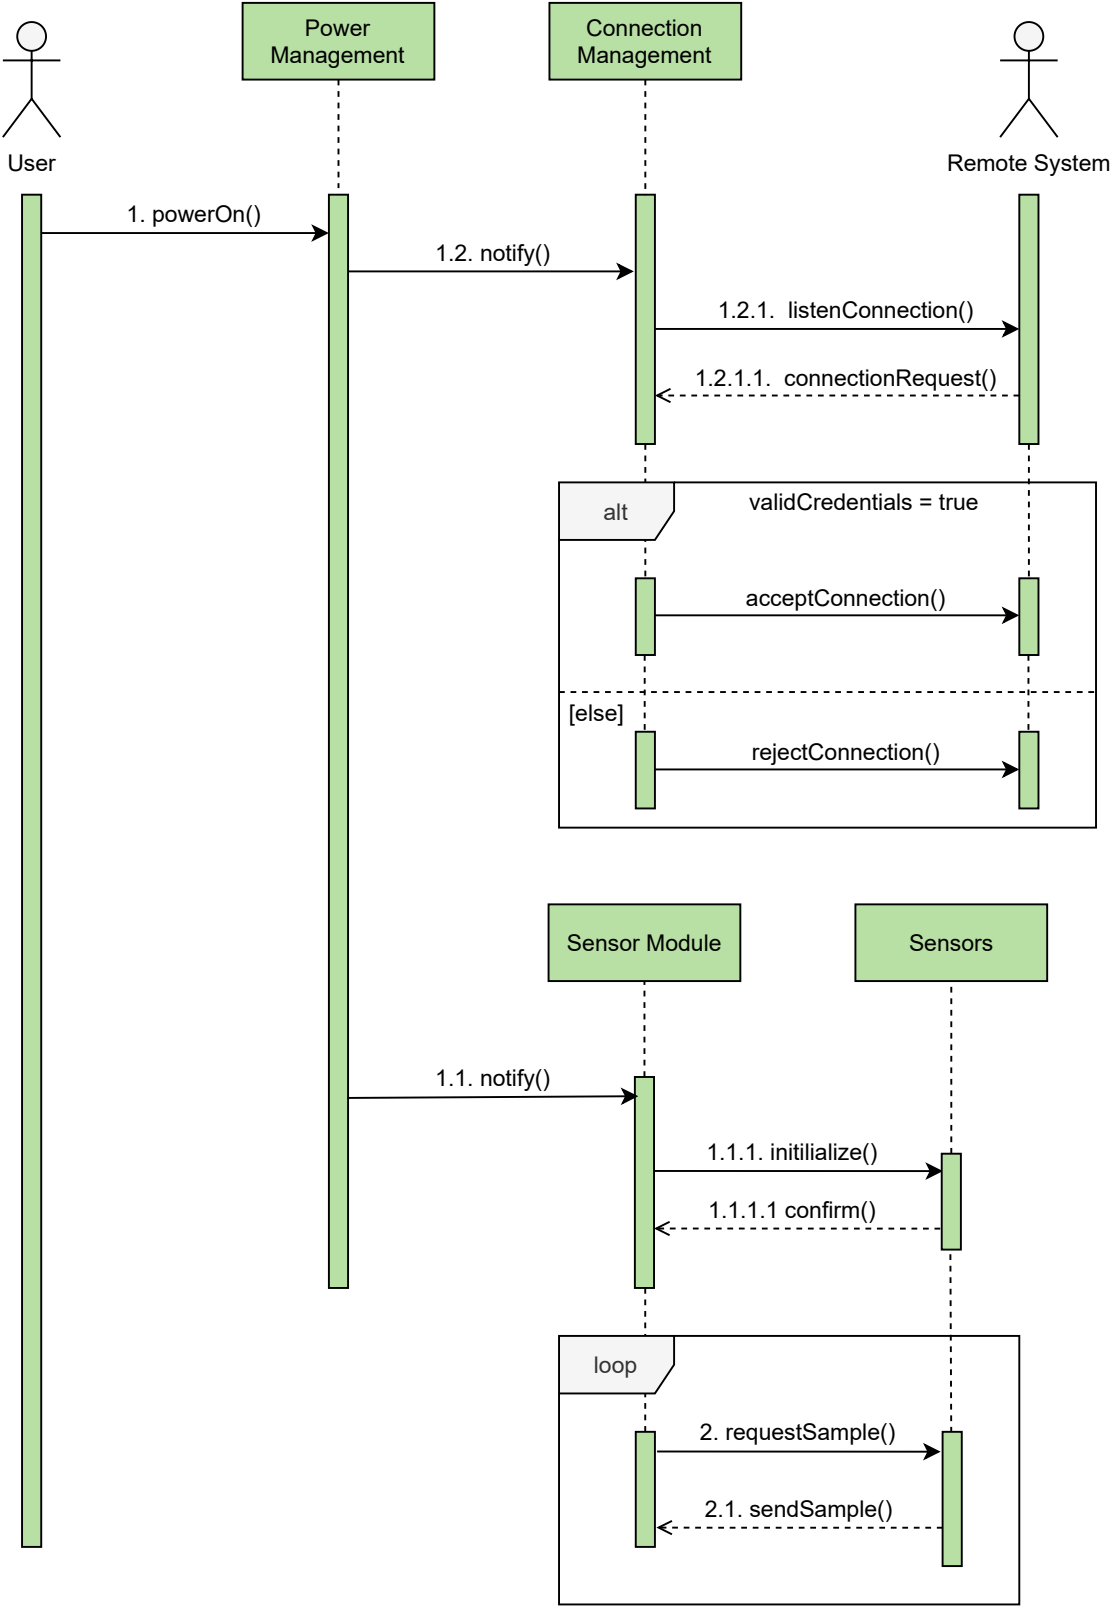 Power
Management
Connection
Management
User
Remote System
1. powerOn()
1.2. notify()
1.2.1.  listenConnection()
1.2.1.1.  connectionRequest()
alt
validCredentials = true
acceptConnection()
[else]
rejectConnection()
Sensor Module
Sensors
1.1. notify()
1.1.1. initilialize()
1.1.1.1 confirm()
loop
2. requestSample()
2.1. sendSample()